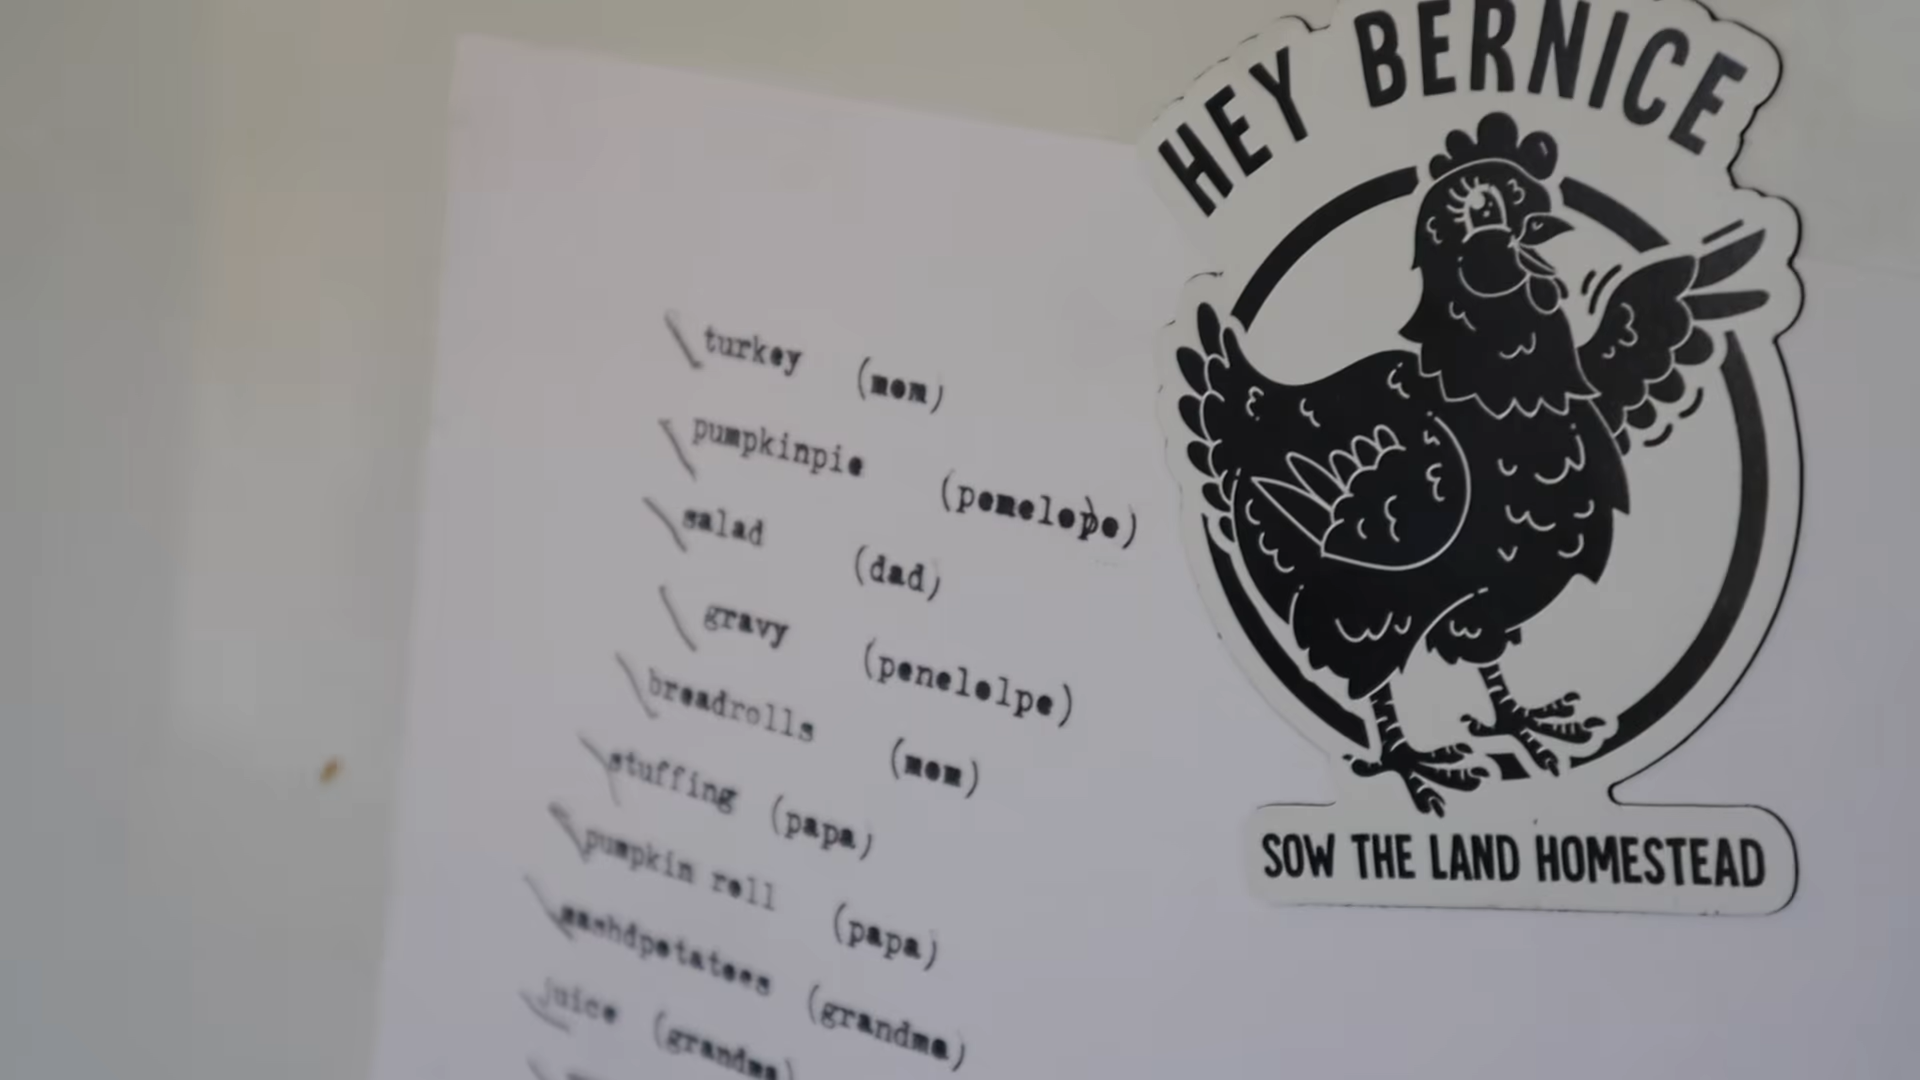 turkey (mom)
pumpkinpie (pemelope)
salad (dad)
gravy (penelolpe)
breadrolls (mom)
stuffing (papa)
pumpkin roll (papa)
mashdpetatoes (grandma)
juice (grandma)
HEY BERNICE
SOW THE LAND HOMESTEAD